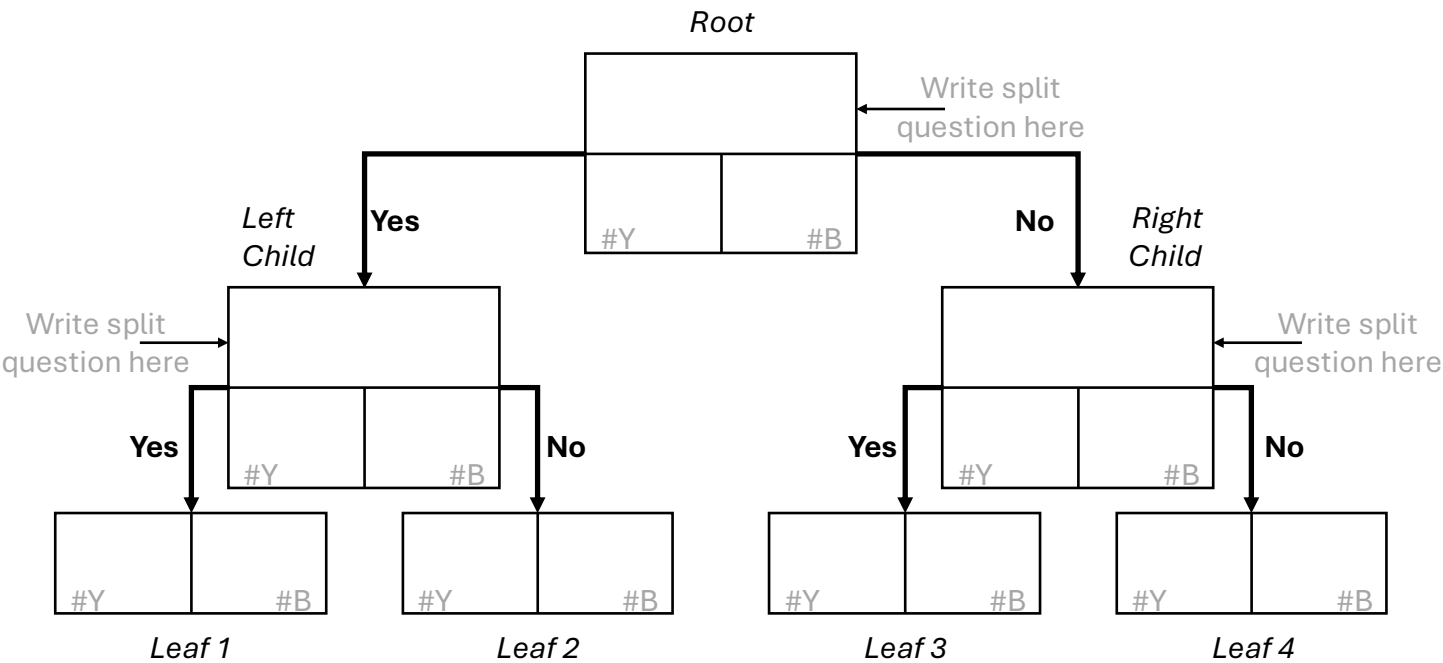 Root
Write split
question here
#Y
#B
Left
Child
Yes
No
Right
Child
Write split
question here
Write split
question here
Yes
#Y
#B
No
Yes
#Y
#B
No
#Y
#B
#Y
#B
#Y
#B
#Y
#B
Leaf 1
Leaf 2
Leaf 3
Leaf 4